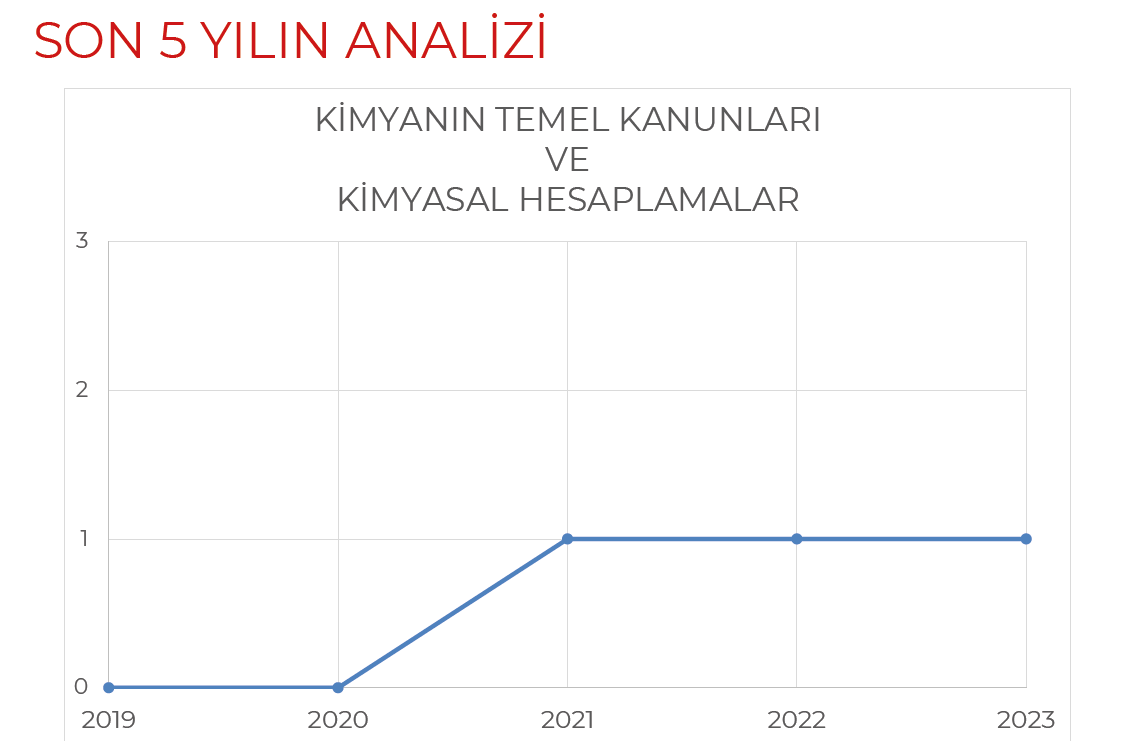 SON 5 YILIN ANALİZİ
KİMYANIN TEMEL KANUNLARI
VE
KİMYASAL HESAPLAMALAR
3
2
1
0
2019 2020 2021 2022 2023